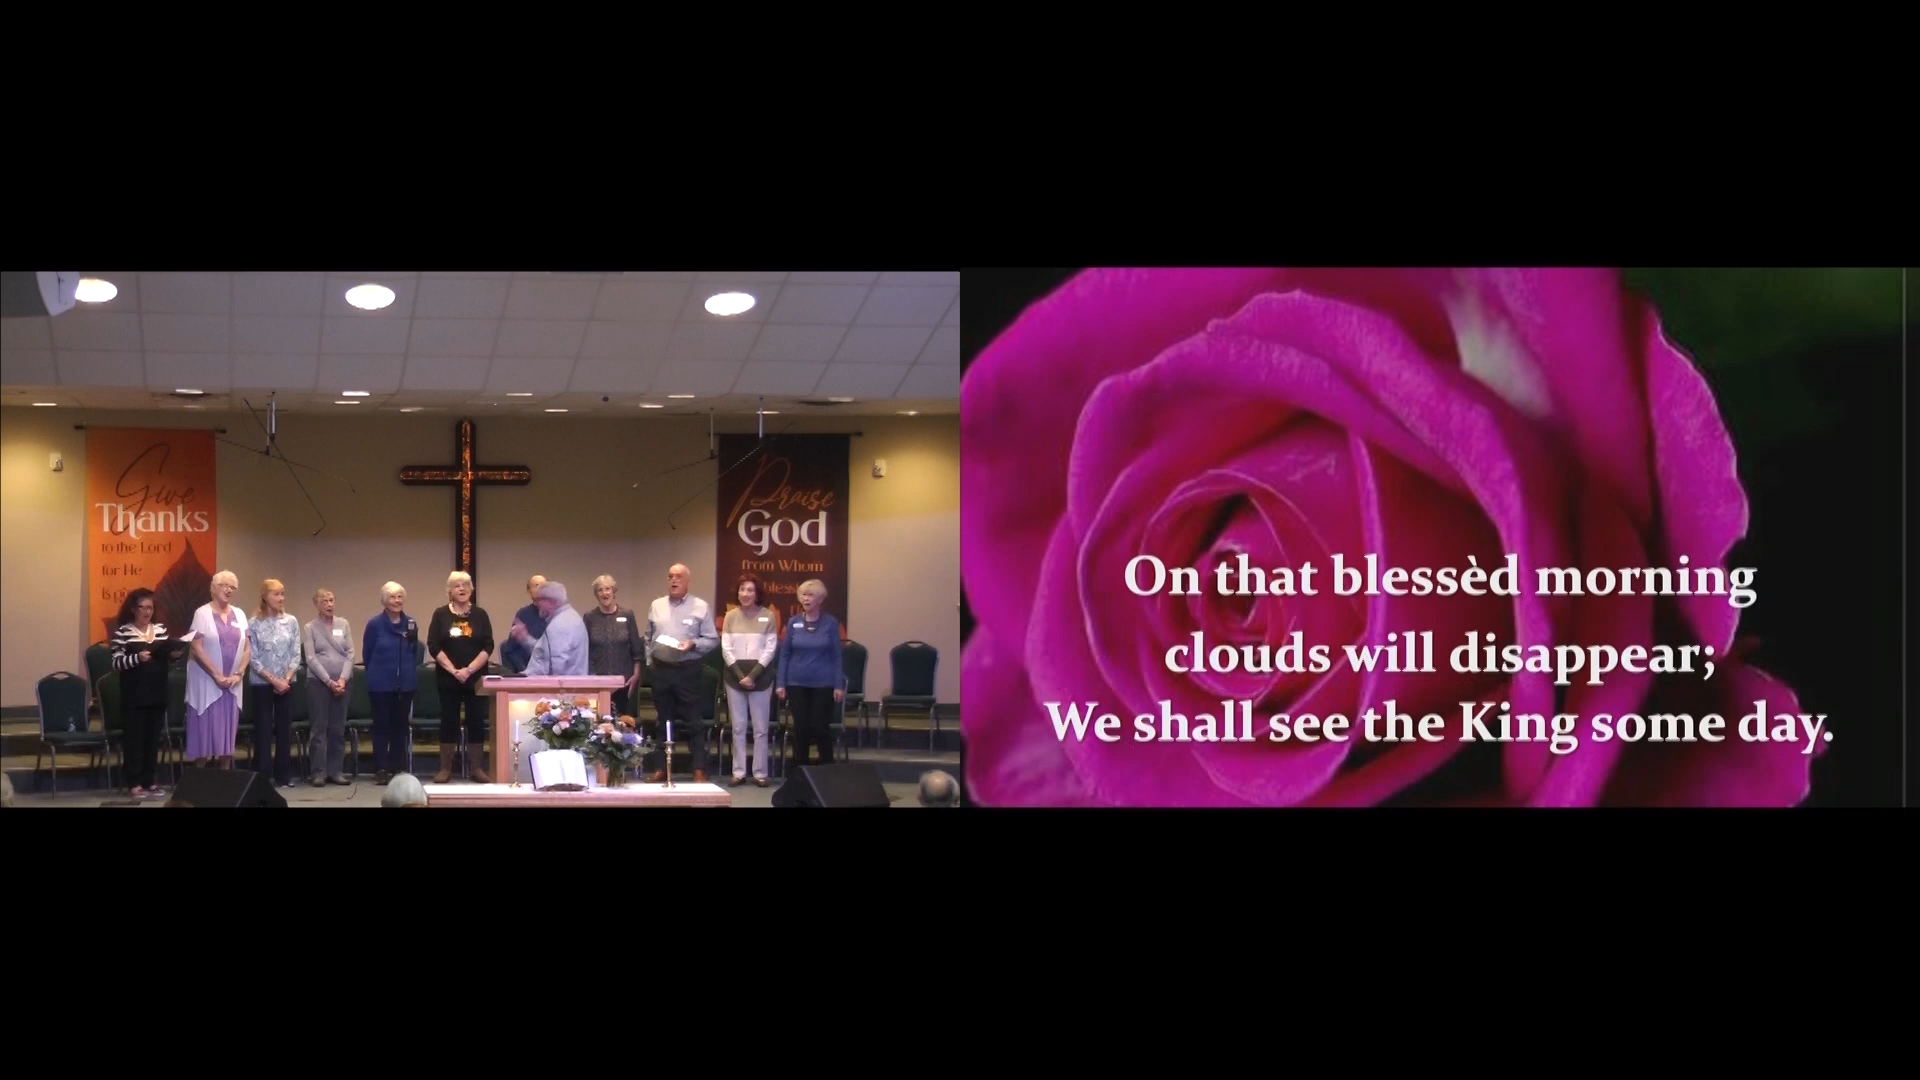 Give
Thanks
to the Lord
for He
is
Praise
God
from Whom
On that blessèd morning
clouds will disappear;
We shall see the King some day.